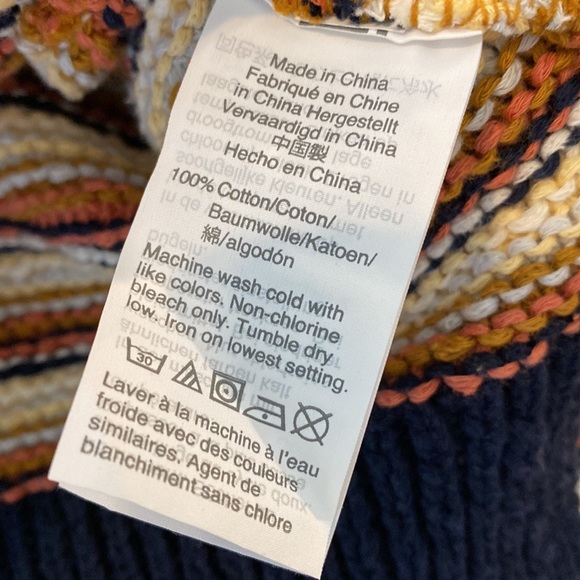 Made in China
Fabriqué en Chine
in China Hergestellt
Vervaardigd in China
中国製
Hecho en China
100% Cotton/Coton/
Baumwolle/Katoen/
綿/algodón
Machine wash cold with
like colors. Non-chlorine
bleach only. Tumble dry
low. Iron on lowest setting.
30
Laver à la machine à l'eau
froide avec des couleurs
similaires. Agent de
blanchiment sans chlore